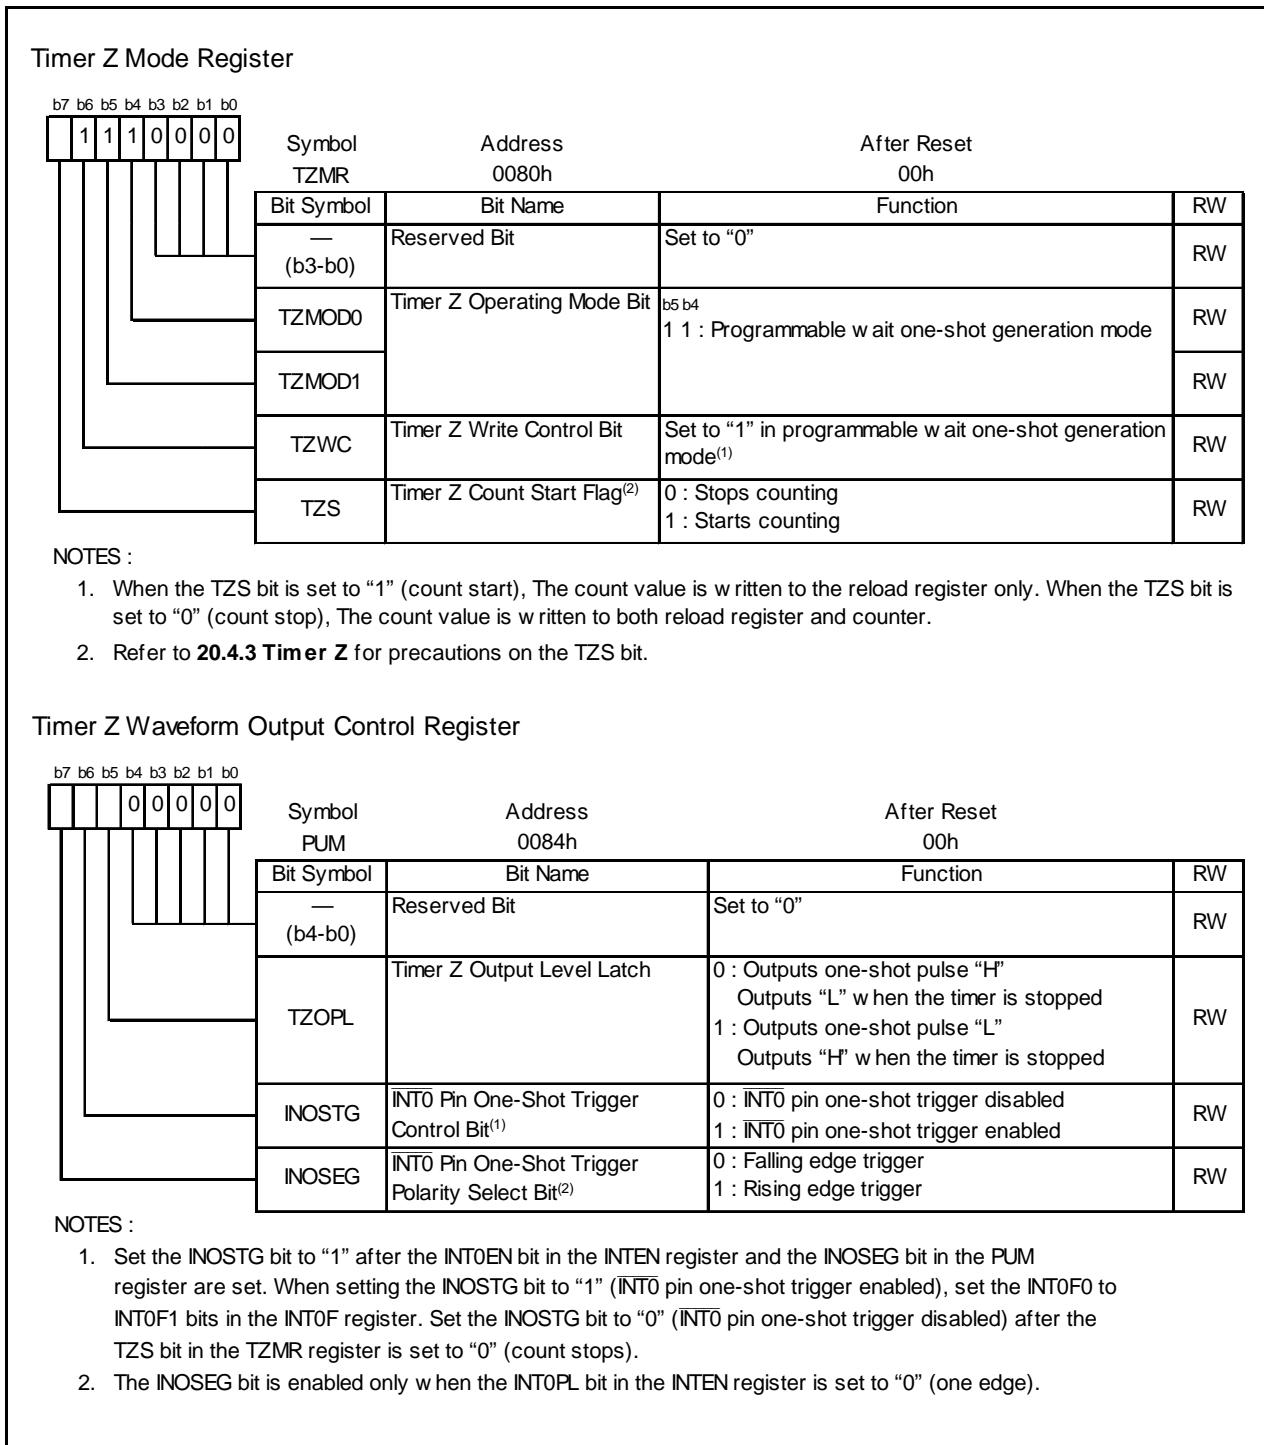 Timer Z Mode Register
b7 b6 b5 b4 b3 b2 b1 b0
1 1 1 0 0 0 0
Symbol Address After Reset
TZMR 0080h 00h
Bit Symbol Bit Name Function RW
— (b3-b0) Reserved Bit Set to “0” RW
TZMOD0 Timer Z Operating Mode Bit b5 b4
1 1 : Programmable wait one-shot generation mode RW
TZMOD1 RW
TZWC Timer Z Write Control Bit Set to “1” in programmable wait one-shot generation
mode(1) RW
TZS Timer Z Count Start Flag(2) 0 : Stops counting
1 : Starts counting RW
NOTES :
1. When the TZS bit is set to “1” (count start), The count value is written to the reload register only. When the TZS bit is
set to “0” (count stop), The count value is written to both reload register and counter.
2. Refer to 20.4.3 Timer Z for precautions on the TZS bit.
Timer Z Waveform Output Control Register
b7 b6 b5 b4 b3 b2 b1 b0
0 0 0 0 0
Symbol Address After Reset
PUM 0084h 00h
Bit Symbol Bit Name Function RW
— (b4-b0) Reserved Bit Set to “0” RW
TZOPL Timer Z Output Level Latch 0 : Outputs one-shot pulse “H”
Outputs “L” when the timer is stopped
1 : Outputs one-shot pulse “L”
Outputs “H” when the timer is stopped RW
INOSTG INT0 Pin One-Shot Trigger
Control Bit(1) 0 : INT0 pin one-shot trigger disabled
1 : INT0 pin one-shot trigger enabled RW
INOSEG INT0 Pin One-Shot Trigger
Polarity Select Bit(2) 0 : Falling edge trigger
1 : Rising edge trigger RW
NOTES :
1. Set the INOSTG bit to “1” after the INT0EN bit in the INTEN register and the INOSEG bit in the PUM
register are set. When setting the INOSTG bit to “1” (INT0 pin one-shot trigger enabled), set the INT0F0 to
INT0F1 bits in the INT0F register. Set the INOSTG bit to “0” (INT0 pin one-shot trigger disabled) after the
TZS bit in the TZMR register is set to “0” (count stops).
2. The INOSEG bit is enabled only when the INT0PL bit in the INTEN register is set to “0” (one edge).